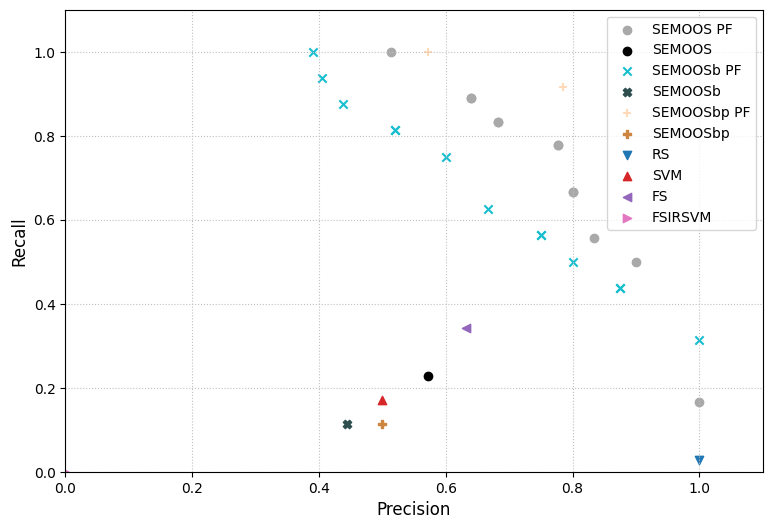 SEMOOS PF
SEMOOS
SEMOOSb PF
SEMOOSb
SEMOOSbp PF
SEMOOSbp
RS
SVM
FS
FSIRSVM
1.0
0.8
0.6
0.4
0.2
0.0
Recall
0.0 0.2 0.4 0.6 0.8 1.0
Precision